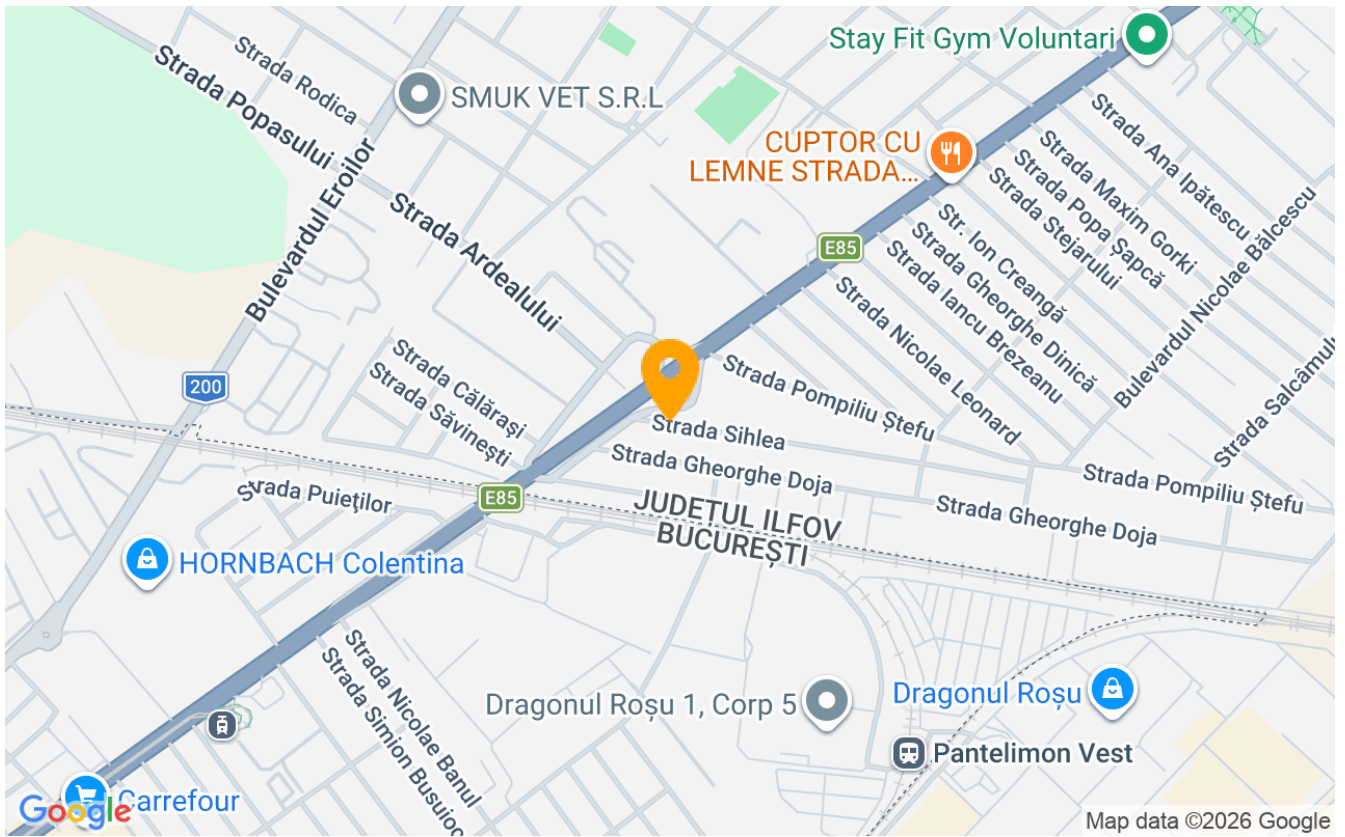 Stay Fit Gym Voluntari
Strada Rodica
Strada Popasului
SMUK VET S.R.L
CUPTOR CU
LEMNE STRADA...
Strada Ana Ipătescu
Strada Maxim Gorki
Strada Popa Șapcă
Strada Stejarului
Bulevardul Eroilor
Strada Ardealului
E85
Str. Ion Creangă
Strada Gheorghe Dinică
Strada Iancu Brezeanu
Bulevardul Nicolae Bălcescu
Strada Nicolae Leonard
Strada Salcâmulu
200
Strada Călărași
Strada Săvinești
Strada Pompiliu Ștefu
Strada Sihlea
Strada Gheorghe Doja
Strada Pompiliu Ștefu
Strada Puieţilor
E85
JUDETUL ILFOV
BUCUREȘTI
Strada Gheorghe Doja
HORNBACH Colentina
Strada Nicolae Banul
Strada Simion Busuioc
Dragonul Roșu 1, Corp 5
Dragonul Roșu
Pantelimon Vest
Carrefour
Google
Map data ©2026 Google